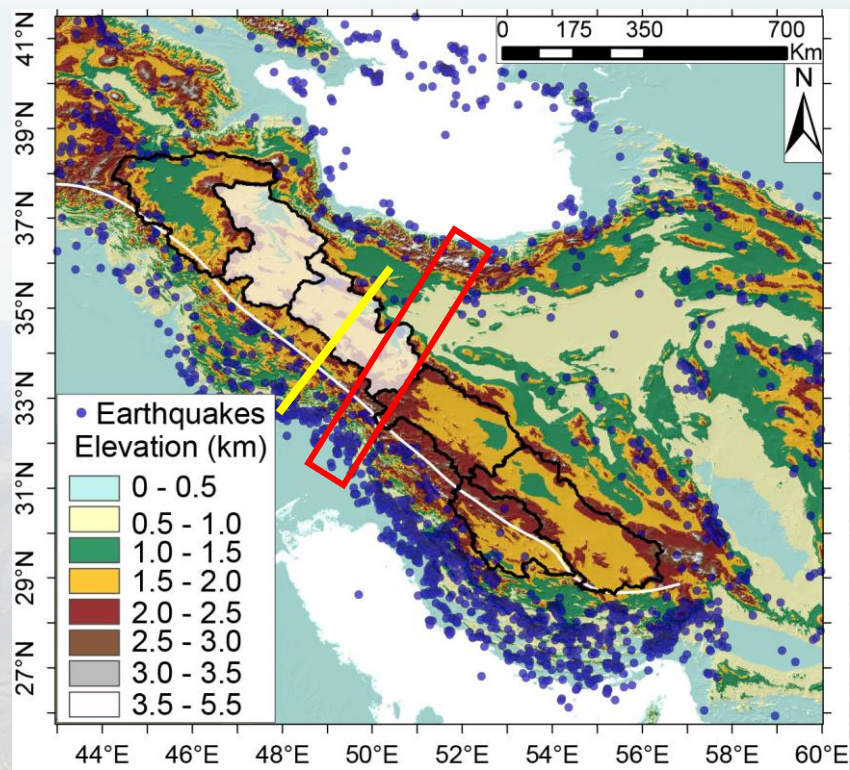 0 175 350 700
Km
N
41°N
39°N
37°N
35°N
33°N
31°N
29°N
27°N
Earthquakes
Elevation (km)
0 - 0.5
0.5 - 1.0
1.0 - 1.5
1.5 - 2.0
2.0 - 2.5
2.5 - 3.0
3.0 - 3.5
3.5 - 5.5
44°E 46°E 48°E 50°E 52°E 54°E 56°E 58°E 60°E